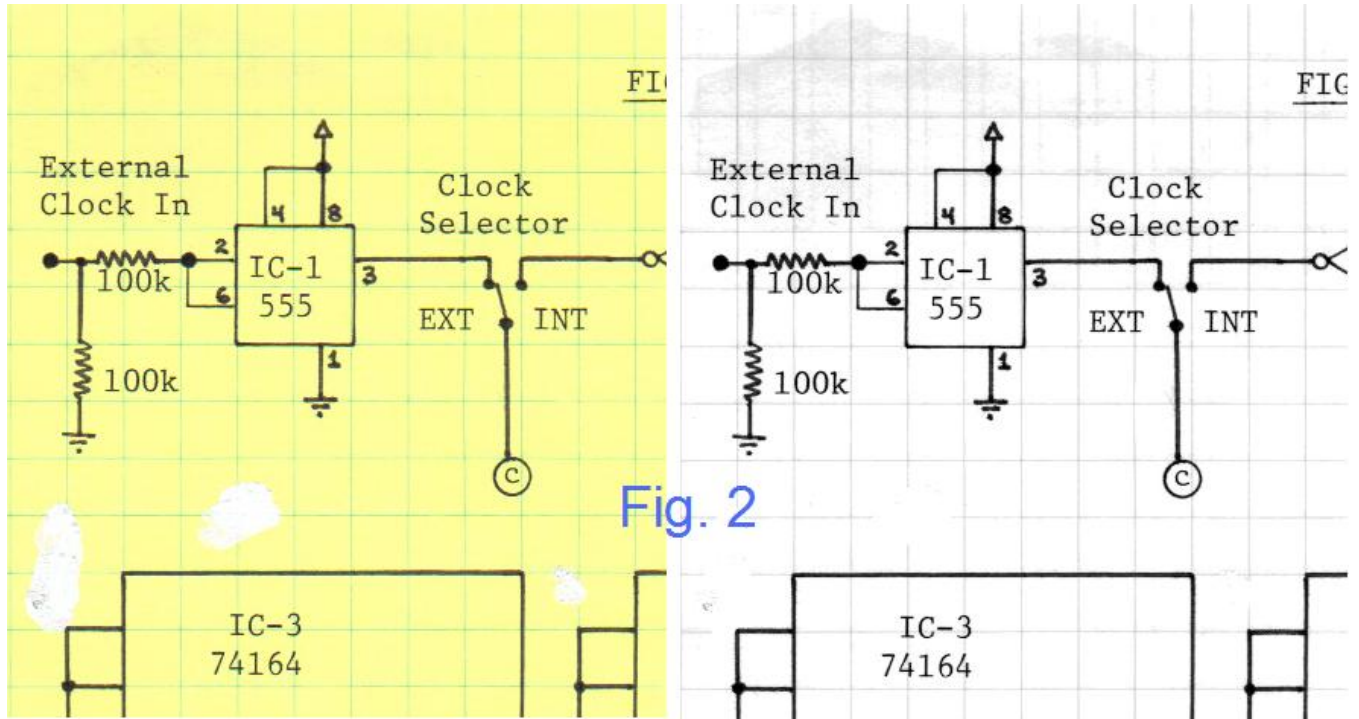 FIG
External
Clock In
Clock
Selector
4
8
2
100k
6
IC-1
555
3
EXT
INT
1
100k
C
IC-3
74164
FIG
External
Clock In
Clock
Selector
4
8
2
100k
6
IC-1
555
3
EXT
INT
1
100k
C
IC-3
74164
Fig. 2